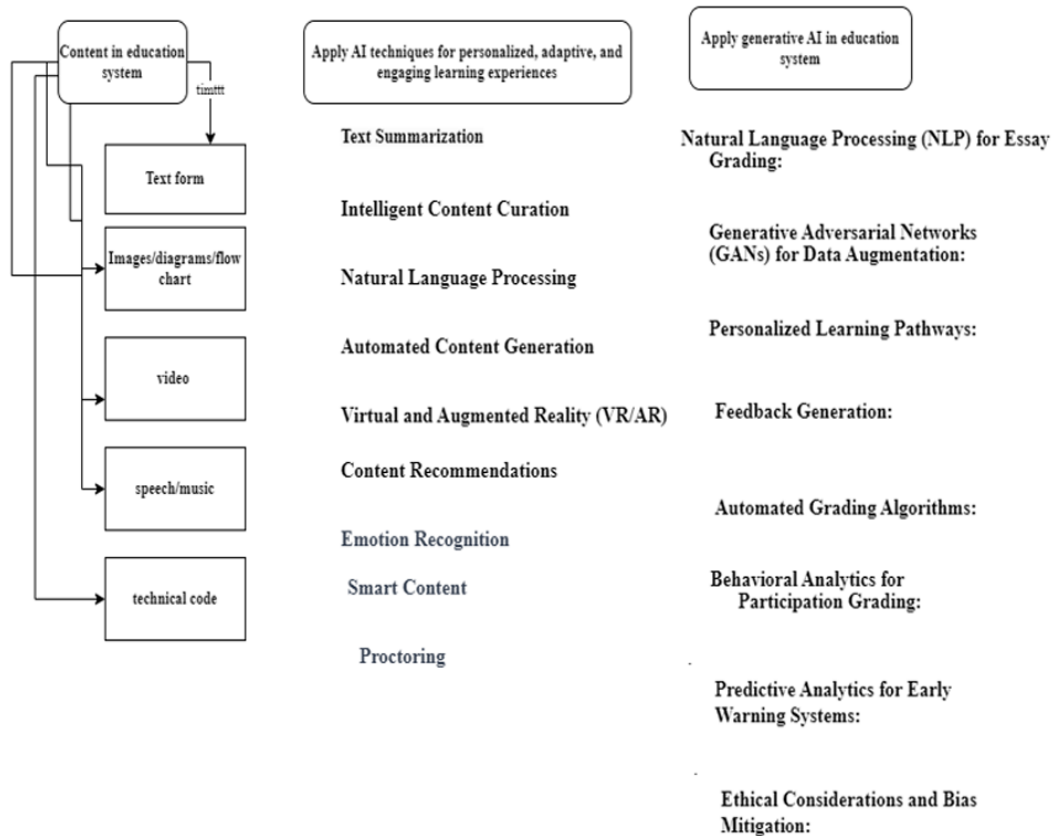 Content in education
system
timttt
Text form
Images/diagrams/flow
chart
video
speech/music
technical code
Apply AI techniques for personalized, adaptive, and
engaging learning experiences
Text Summarization
Intelligent Content Curation
Natural Language Processing
Automated Content Generation
Virtual and Augmented Reality (VR/AR)
Content Recommendations
Emotion Recognition
Smart Content
Proctoring
Apply generative AI in education
system
Natural Language Processing (NLP) for Essay
Grading:
Generative Adversarial Networks
(GANs) for Data Augmentation:
Personalized Learning Pathways:
Feedback Generation:
Automated Grading Algorithms:
Behavioral Analytics for
Participation Grading:
Predictive Analytics for Early
Warning Systems:
Ethical Considerations and Bias
Mitigation: